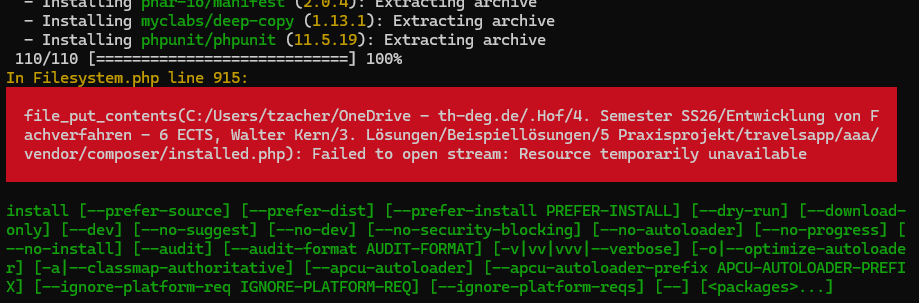 - Installing phar-io/manifest (2.0.4): Extracting archive
- Installing myclabs/deep-copy (1.13.1): Extracting archive
- Installing phpunit/phpunit (11.5.19): Extracting archive
110/110 [============================] 100%
In Filesystem.php line 915:
file_put_contents(C:/Users/tzacher/OneDrive - th-deg.de/.Hof/4. Semester SS26/Entwicklung von F
achverfahren - 6 ECTS, Walter Kern/3. Lösungen/Beispiellösungen/5 Praxisprojekt/travelsapp/aaa/
vendor/composer/installed.php): Failed to open stream: Resource temporarily unavailable
install [--prefer-source] [--prefer-dist] [--prefer-install PREFER-INSTALL] [--dry-run] [--download-
only] [--dev] [--no-suggest] [--no-dev] [--no-security-blocking] [--no-autoloader] [--no-progress] [
--no-install] [--audit] [--audit-format AUDIT-FORMAT] [-v|vv|vvv|--verbose] [-o|--optimize-autoloade
r] [-a|--classmap-authoritative] [--apcu-autoloader] [--apcu-autoloader-prefix APCU-AUTOLOADER-PREFI
X] [--ignore-platform-req IGNORE-PLATFORM-REQ] [--ignore-platform-reqs] [--] [<packages>...]